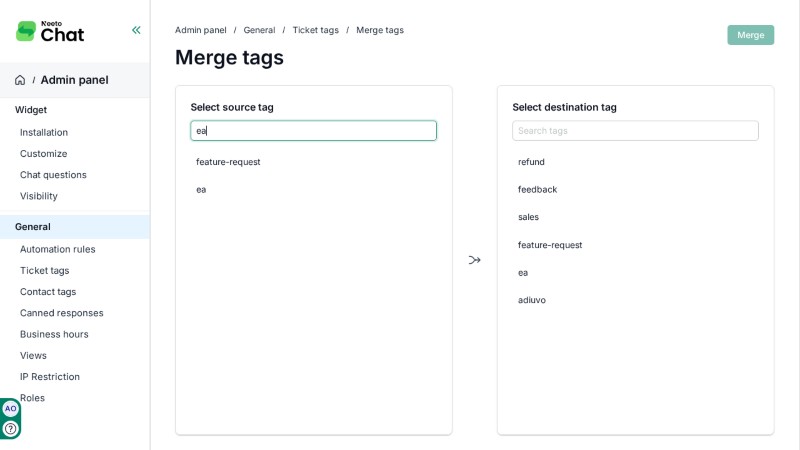 Neeto
Chat
/ Admin panel
Widget
Installation
Customize
Chat questions
Visibility
General
Automation rules
Ticket tags
Contact tags
Canned responses
Business hours
Views
IP Restriction
Roles
AO
?
Admin panel / General / Ticket tags / Merge tags
Merge tags
Merge
Select source tag
ea
feature-request
ea
Select destination tag
Search tags
refund
feedback
sales
feature-request
ea
adiuvo